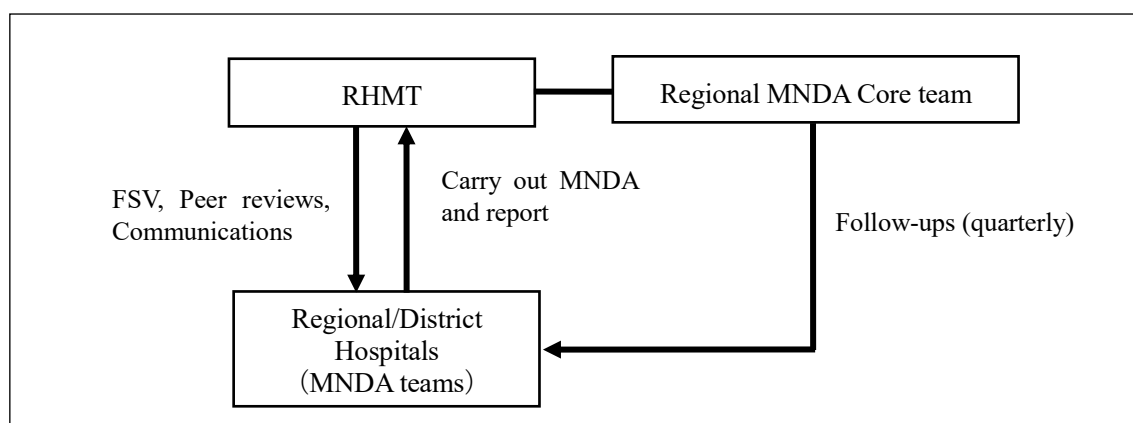 RHMT
Regional MNDA Core team
FSV, Peer reviews,
Communications
Carry out MNDA
and report
Follow-ups (quarterly)
Regional/District
Hospitals
（MNDA teams）